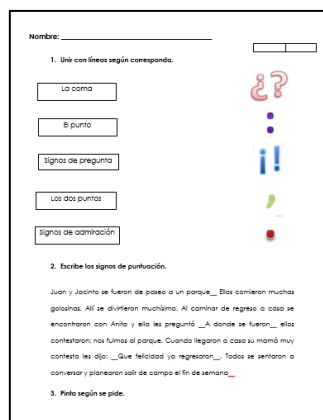 Nombre: ___________________________
1. Unir con líneas según corresponda.
La coma
¿?
El punto
:
Signos de pregunta
¡!
Los dos puntos
,
Signos de admiración
.
2. Escribe los signos de puntuación.
Juan y Jacinto se fueron de paseo a un parque__ Ellos comieron muchas
golosinas. Allí se divirtieron muchísimo. Al caminar de regreso a casa se
encontraron con Anita y ella les preguntó __A donde se fueron__ ellos
contestaron: nos fuimos al parque. Cuando llegaron a casa su mamá muy
contesta les dijo: __Que felicidad ya regresaron__. Todos se sentaron a
conversar y planearon salir de campo el fin de semana__
3. Pinta según se pide.